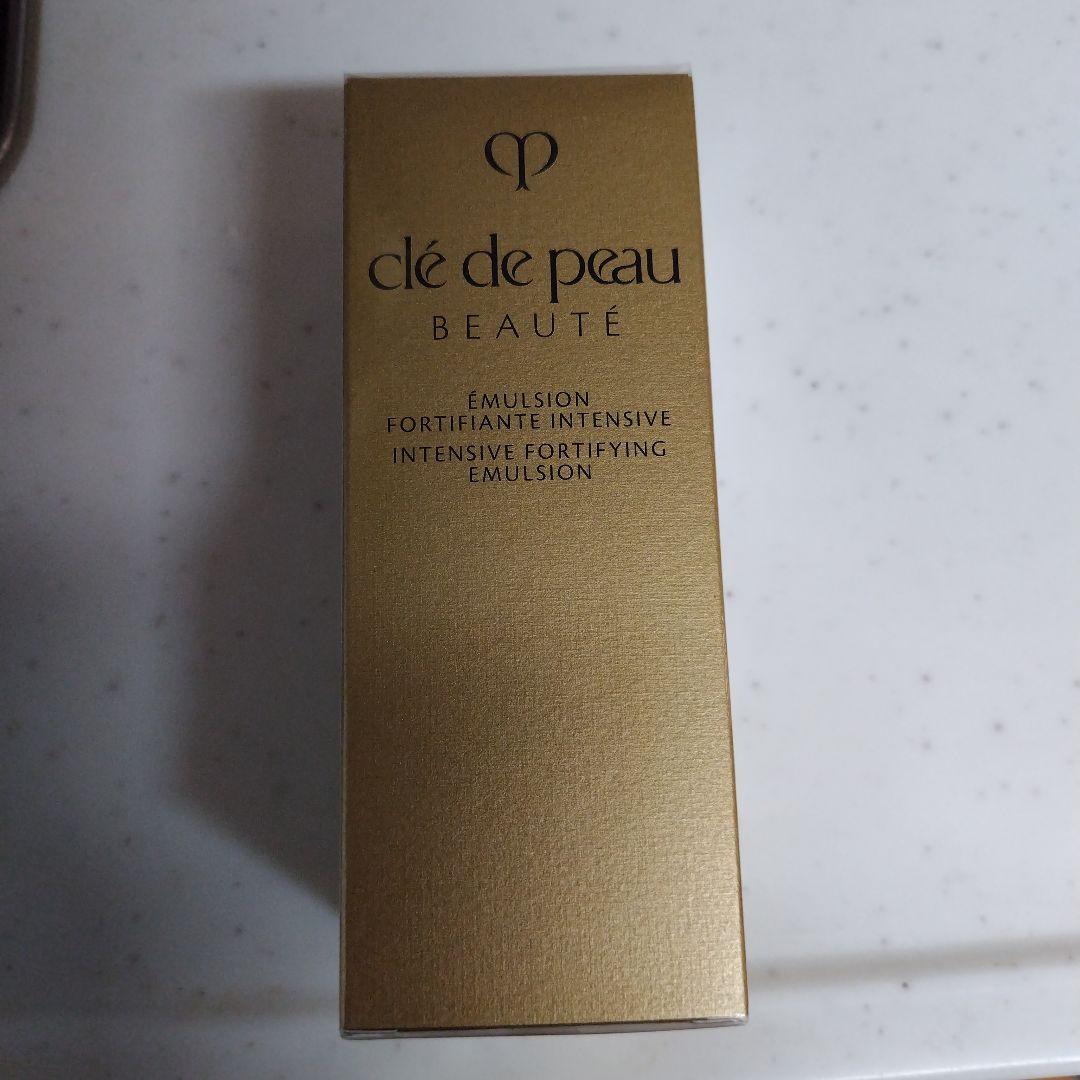 clé de peau
BEAUTÉ
ÉMULSION
FORTIFIANTE INTENSIVE
INTENSIVE FORTIFYING
EMULSION